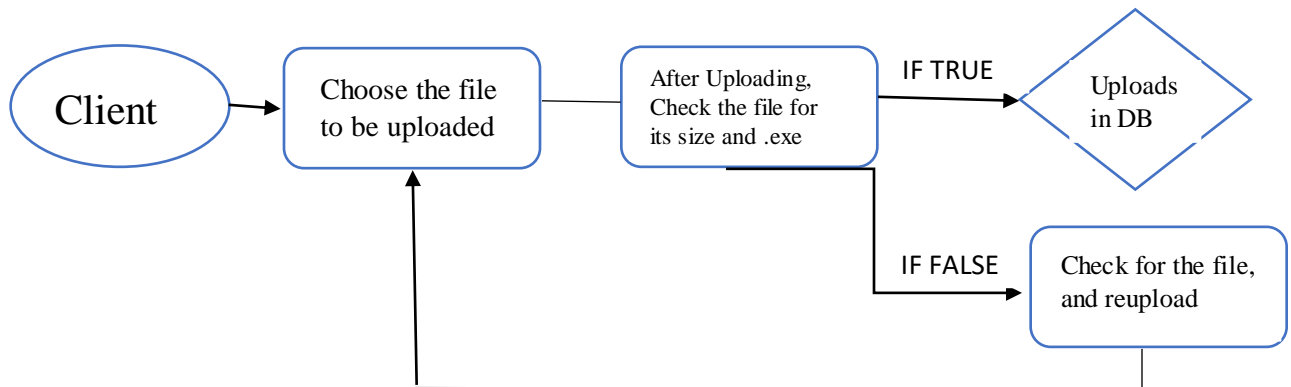 Client
Choose the file
to be uploaded
After Uploading,
Check the file for
its size and .exe
IF TRUE
Uploads
in DB
IF FALSE
Check for the file,
and reupload